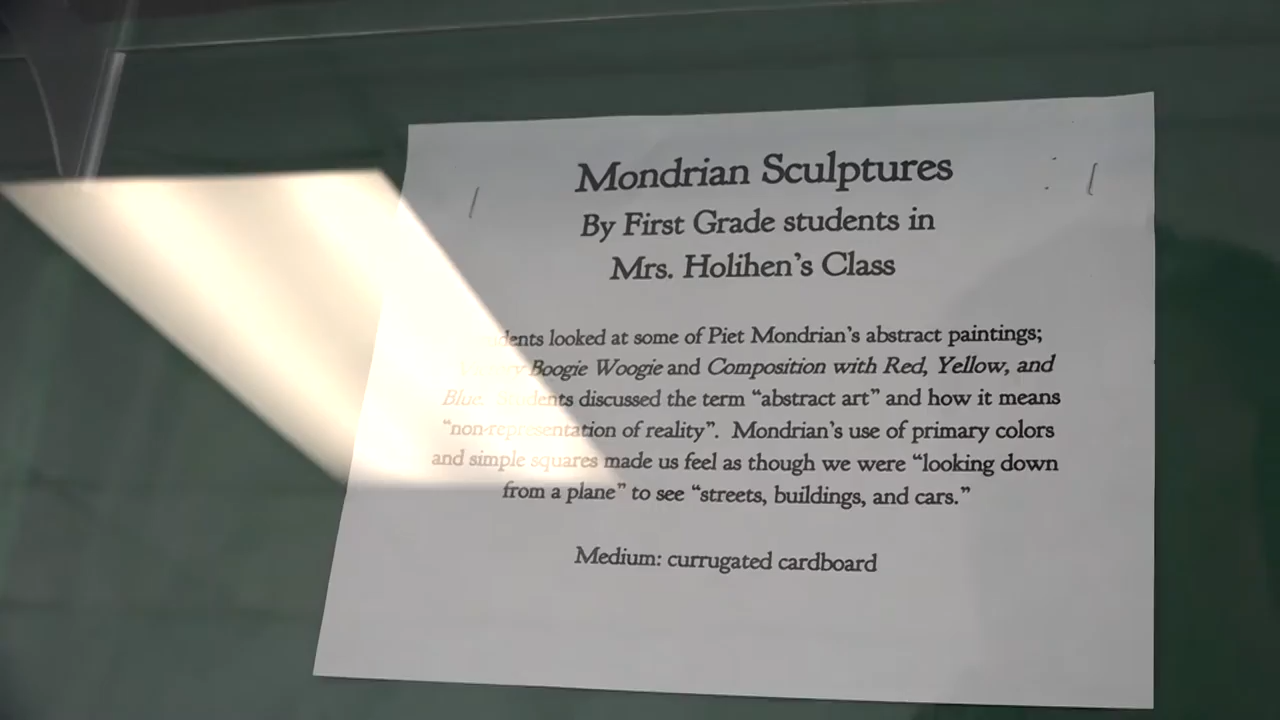 Mondrian Sculptures
By First Grade students in
Mrs. Holihen's Class
looked at some of Piet Mondrian's abstract paintings;
Boogie Woogie and Composition with Red, Yellow, and
Blue. Students discussed the term "abstract art" and how it means
"non-representation of reality". Mondrian's use of primary colors
and simple squares made us feel as though we were "looking down
from a plane" to see "streets, buildings, and cars."
Medium: currugated cardboard